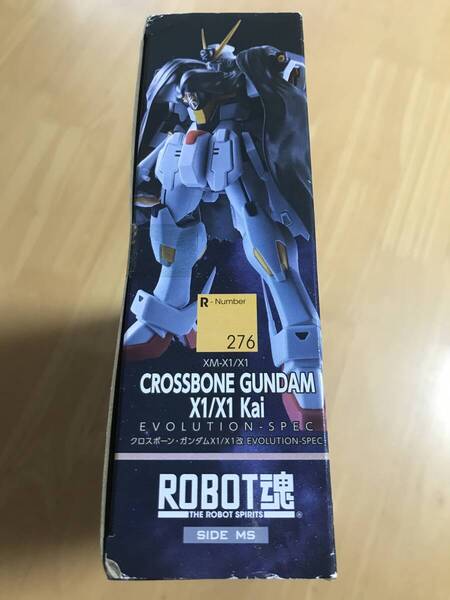 R-Number
276
XM-X1/X1
CROSSBONE GUNDAM
X1/X1 Kai
EVOLUTION-SPEC
クロスボーン・ガンダムX1/X1改 EVOLUTION-SPEC
ROBOT魂
THE ROBOT SPIRITS ®
SIDE MS